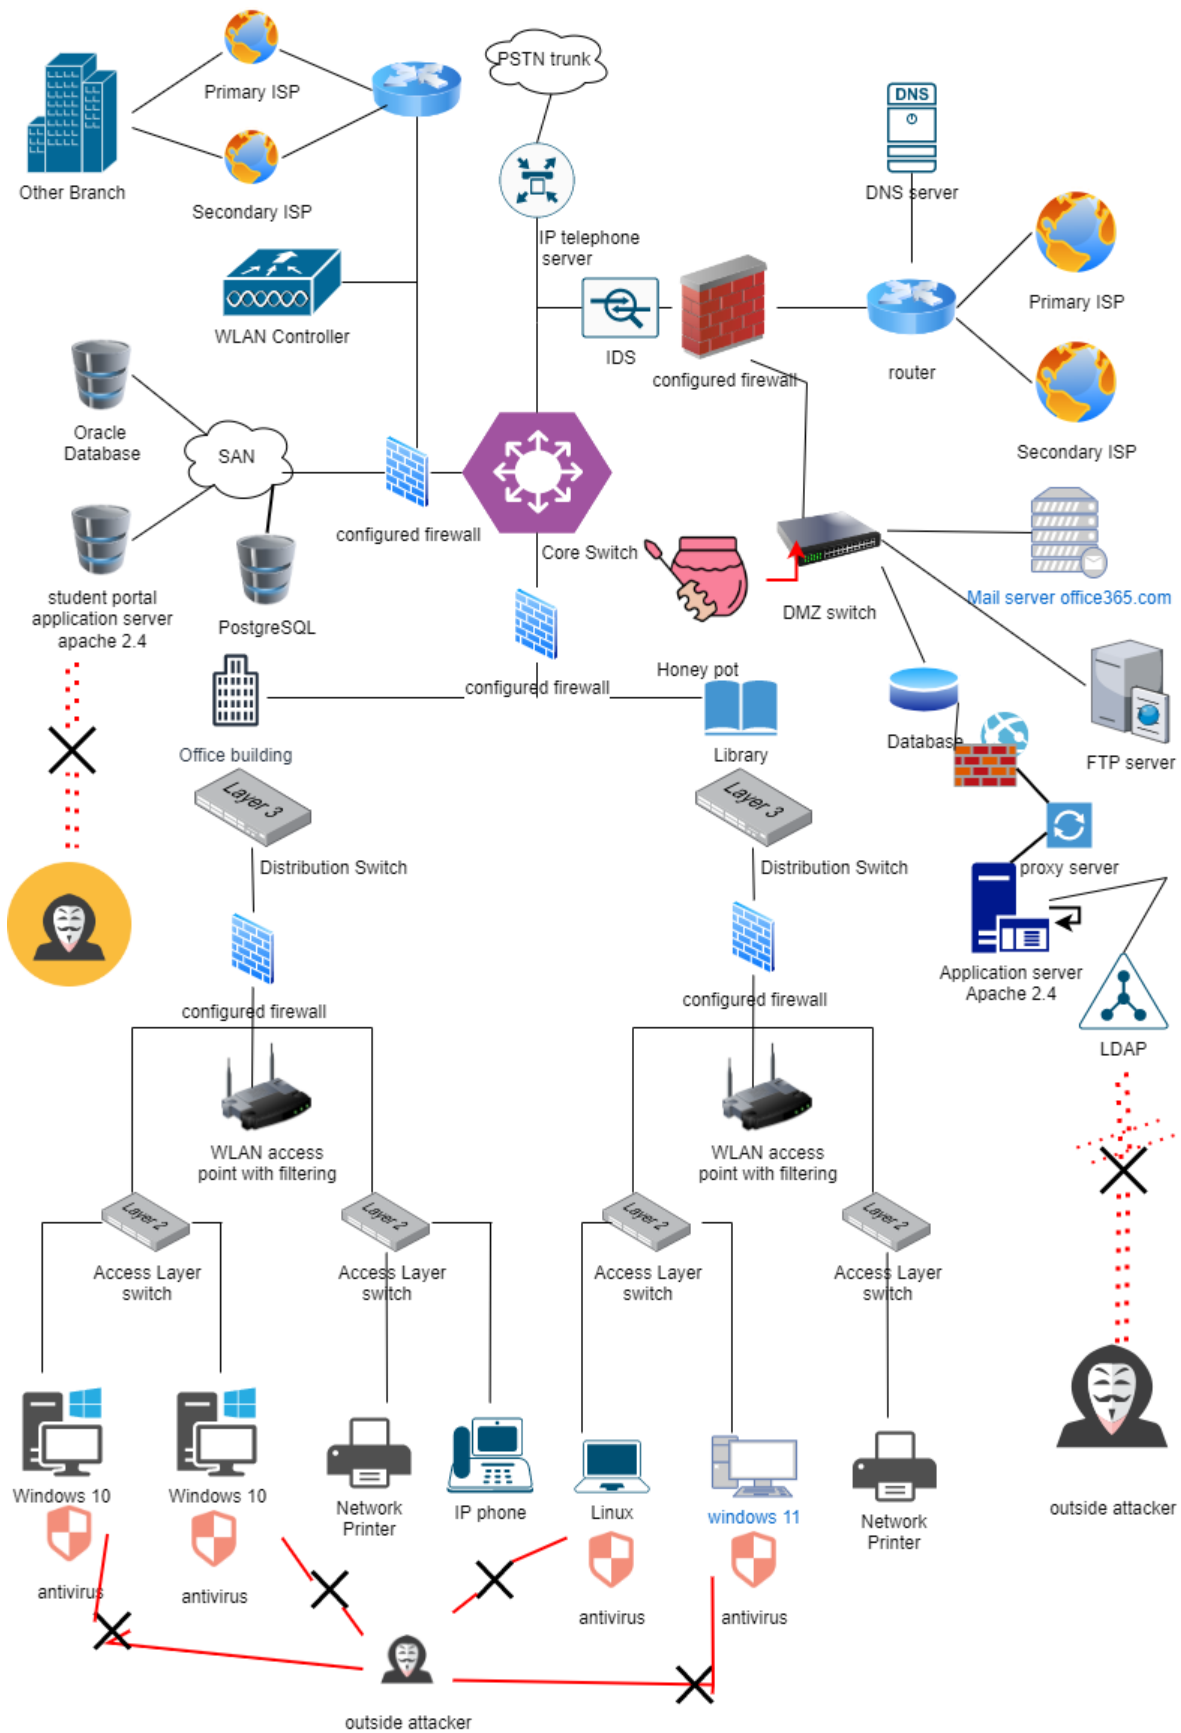 PSTN trunk
Primary ISP
DNS
Other Branch
DNS server
Secondary ISP
IP telephone
server
Primary ISP
WLAN Controller
IDS
configured firewall
router
Oracle
Database
SAN
Secondary ISP
configured firewall
Core Switch
student portal
application server
apache 2.4
PostgreSQL
DMZ switch
Mail server office365.com
Honey pot
configured firewall
Office building
Library
Database
FTP server
Layer 3
Layer 3
Distribution Switch
Distribution Switch
proxy server
Application server
Apache 2.4
configured firewall
configured firewall
LDAP
WLAN access
point with filtering
WLAN access
point with filtering
Layer 2
Layer 2
Layer 2
Layer 2
Access Layer
switch
Access Layer
switch
Access Layer
switch
Access Layer
switch
Windows 10
Windows 10
Network
Printer
IP phone
Linux
windows 11
Network
Printer
outside attacker
antivirus
antivirus
antivirus
antivirus
outside attacker